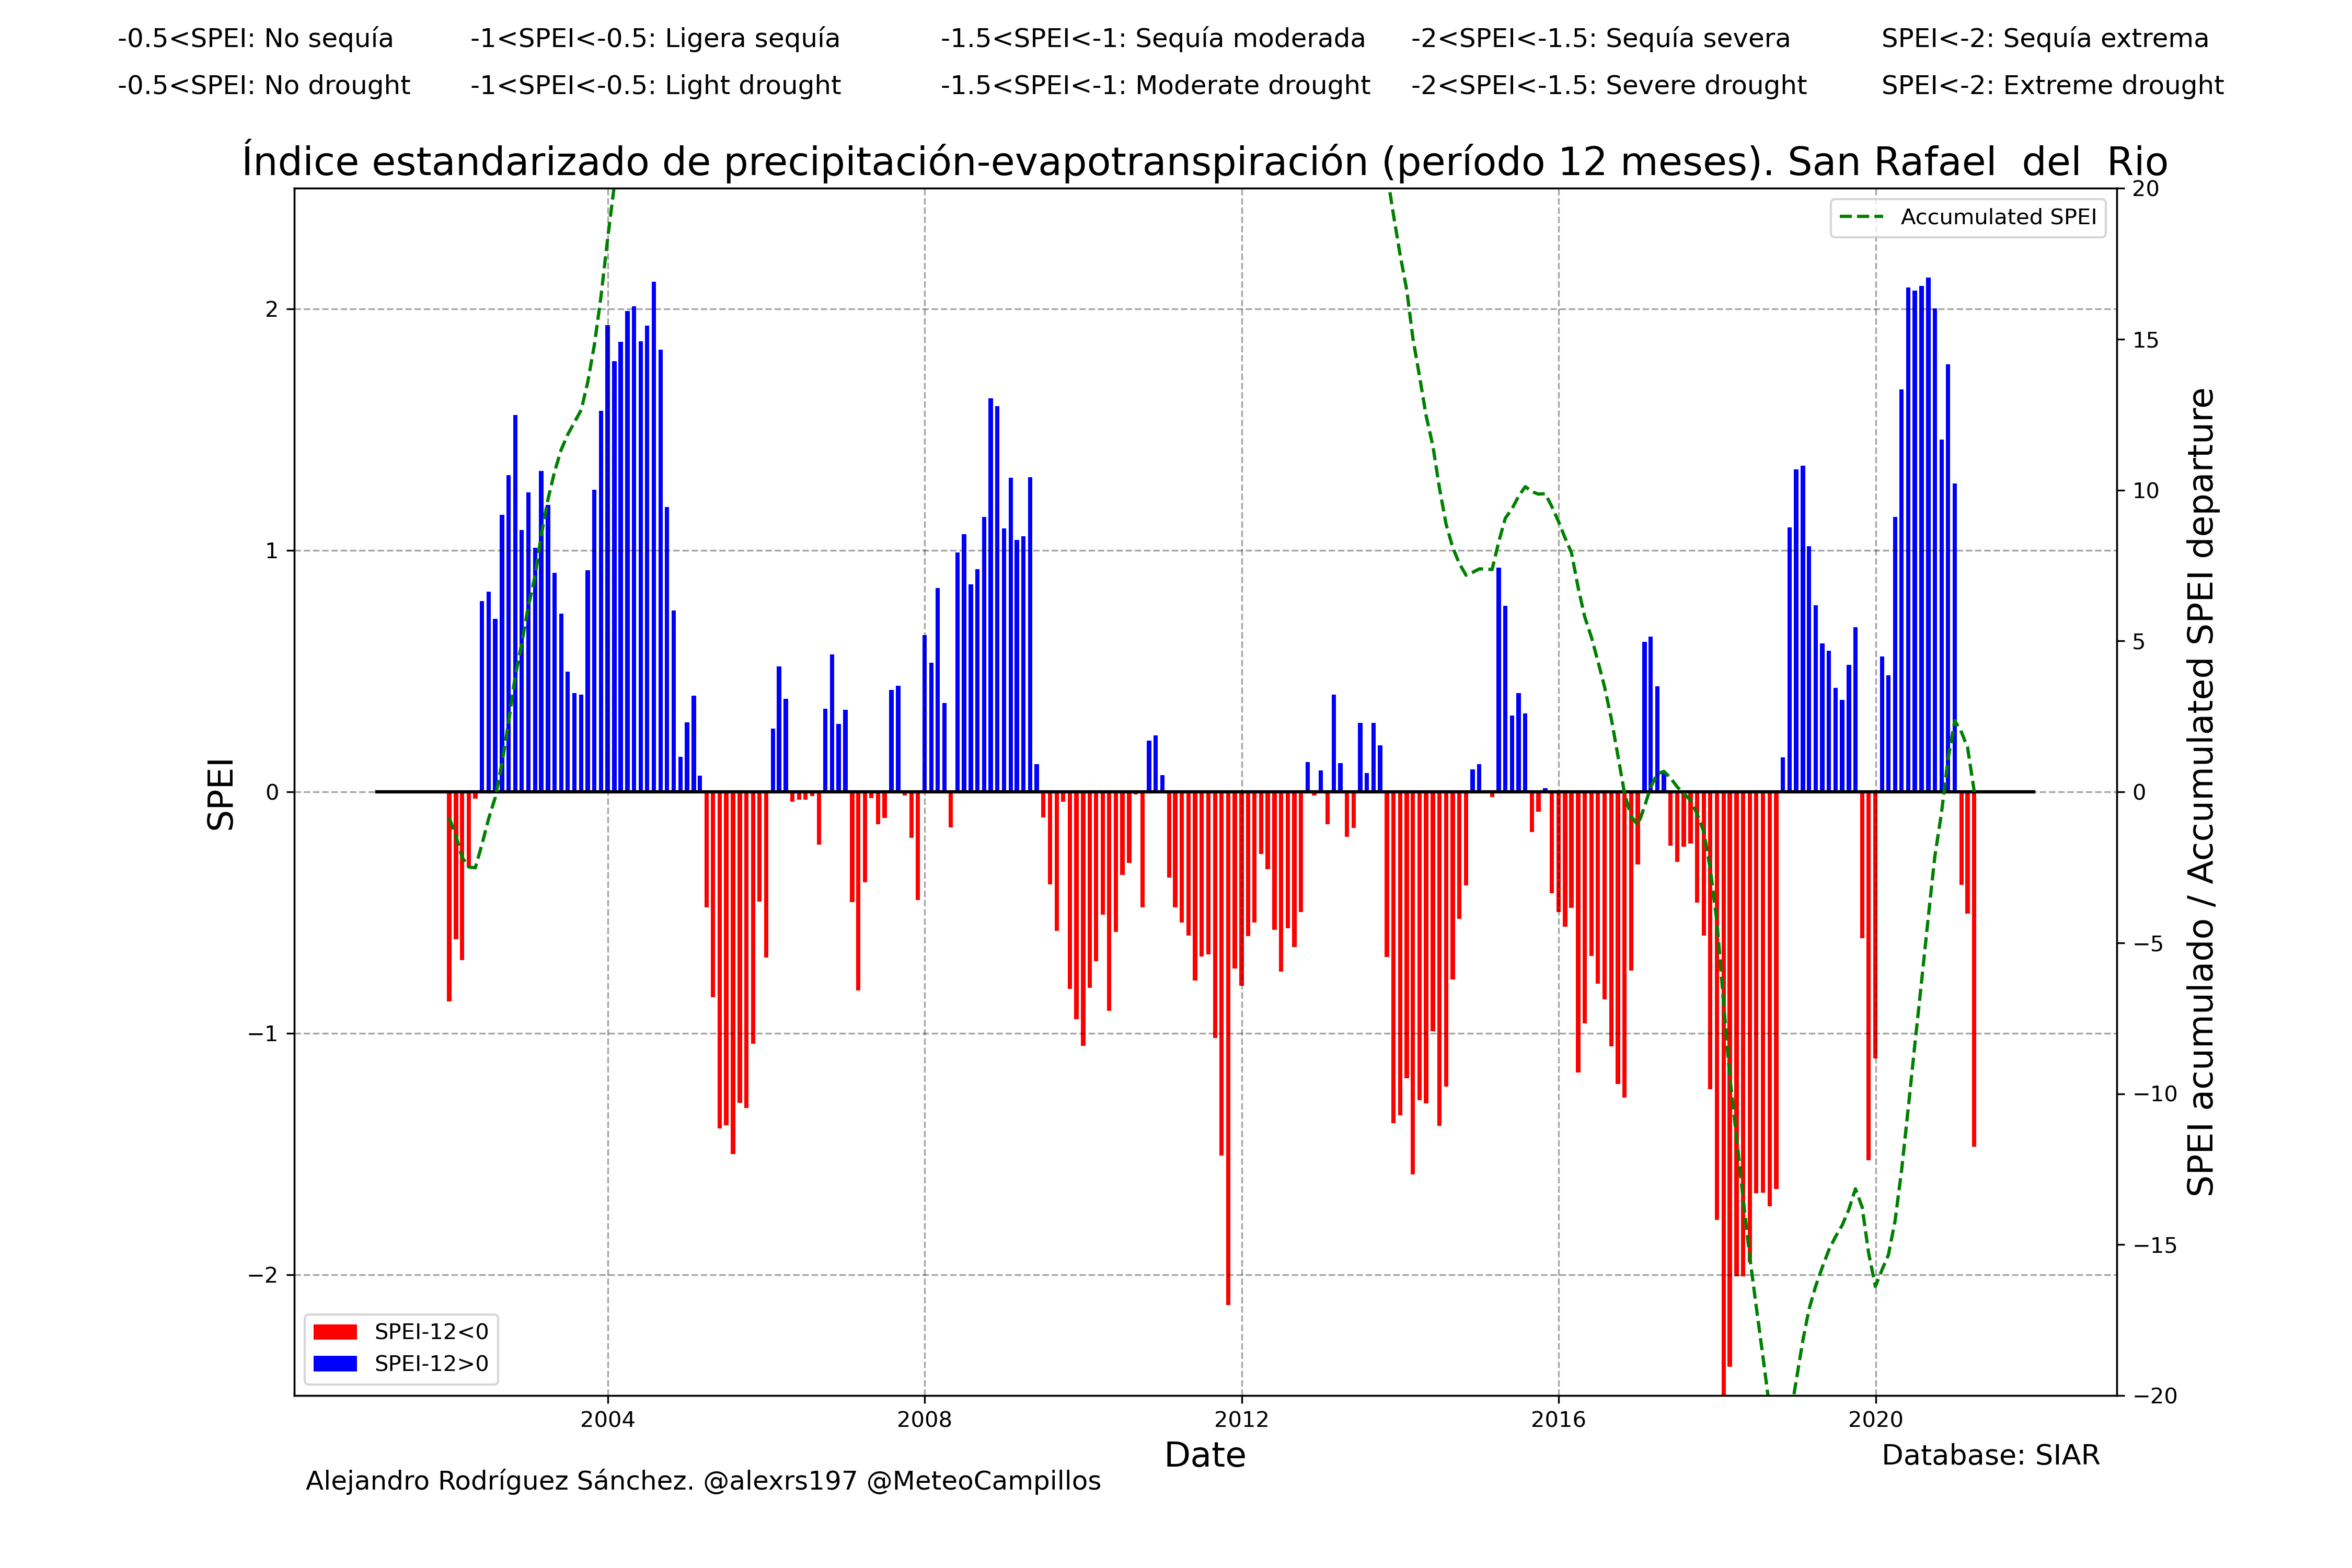 -0.5<SPEI: No sequía -1<SPEI<-0.5: Ligera sequía -1.5<SPEI<-1: Sequía moderada -2<SPEI<-1.5: Sequía severa SPEI<-2: Sequía extrema
-0.5<SPEI: No drought -1<SPEI<-0.5: Light drought -1.5<SPEI<-1: Moderate drought -2<SPEI<-1.5: Severe drought SPEI<-2: Extreme drought
Índice estandarizado de precipitación-evapotranspiración (período 12 meses). San Rafael  del  Rio
Accumulated SPEI
2
1
0
−1
−2
SPEI
20
15
10
5
0
−5
−10
−15
−20
SPEI acumulado / Accumulated SPEI departure
SPEI-12<0
SPEI-12>0
2004 2008 2012 2016 2020
Date
Database: SIAR
Alejandro Rodríguez Sánchez. @alexrs197 @MeteoCampillos